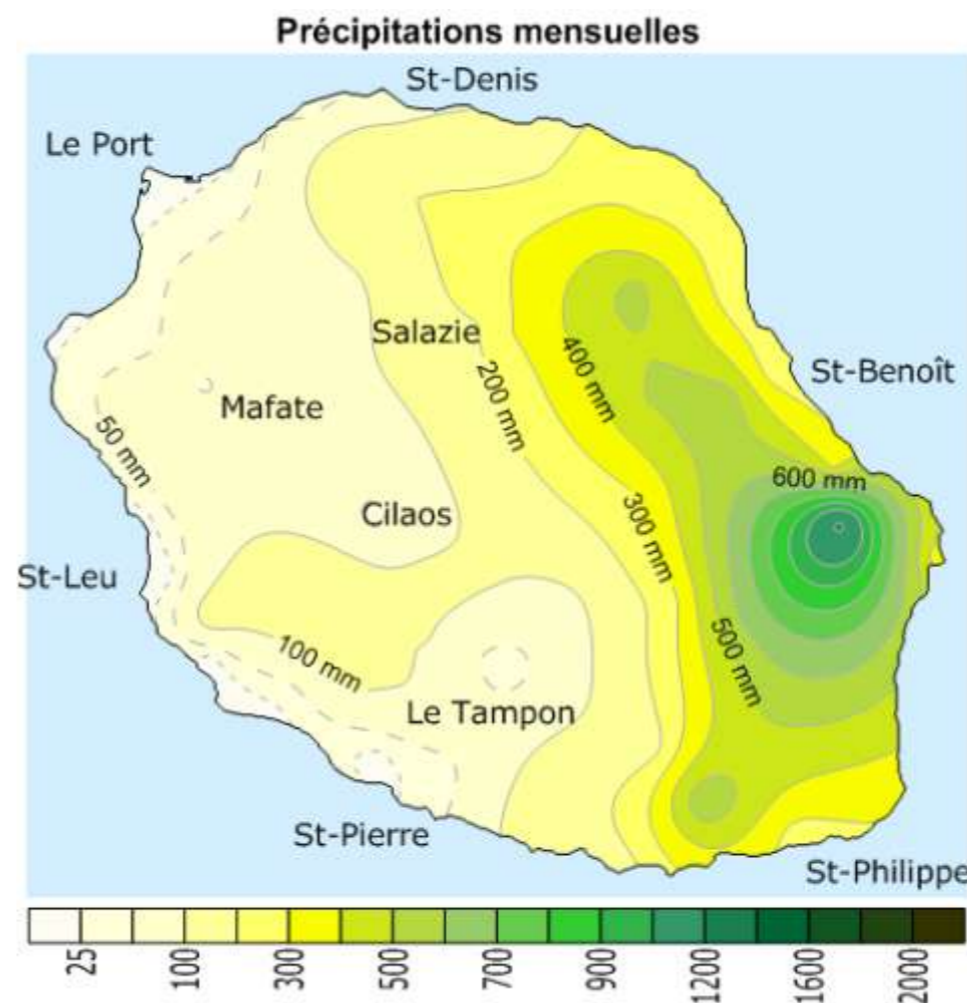 Précipitations mensuelles
St-Denis
Le Port
Salazie
St-Benoît
400 mm
200 mm
Mafate
50 mm
600 mm
Cilaos
300 mm
St-Leu
500 mm
100 mm
Le Tampon
St-Pierre
St-Philippe
25
100
300
500
700
900
1200
1600
2000